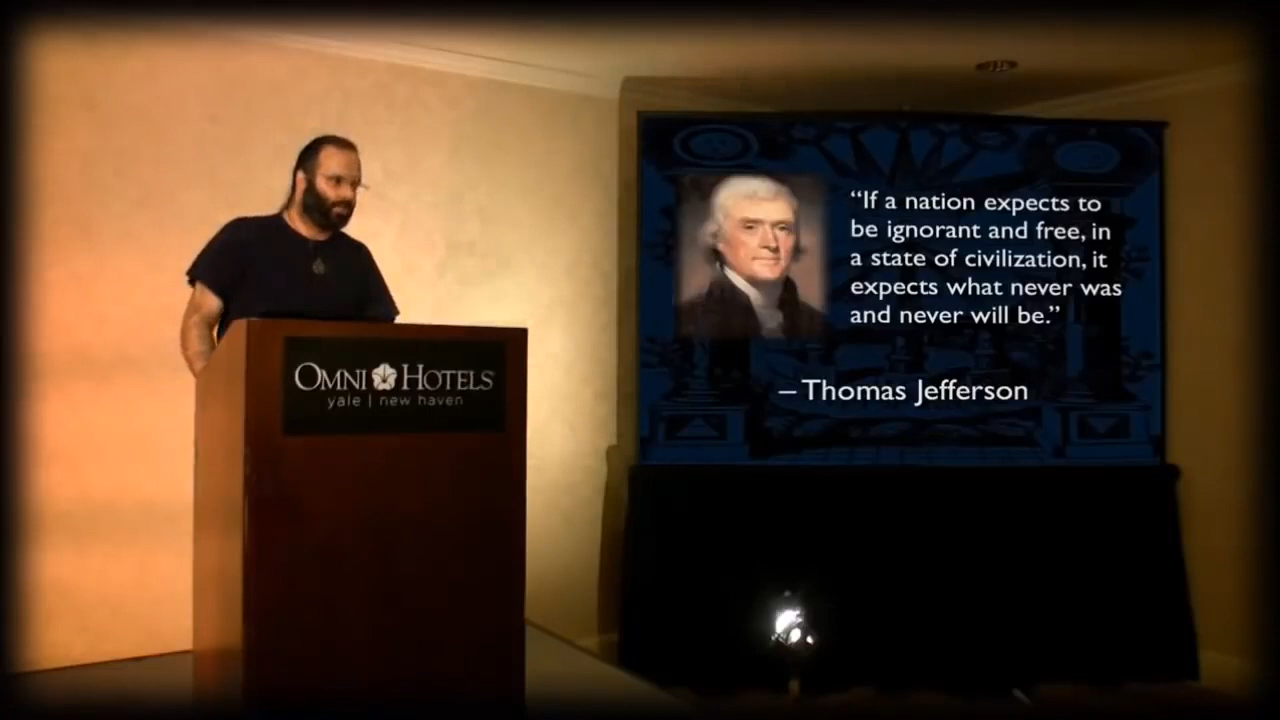 OMNI HOTELS
yale | new haven
“If a nation expects to
be ignorant and free, in
a state of civilization, it
expects what never was
and never will be.”
– Thomas Jefferson